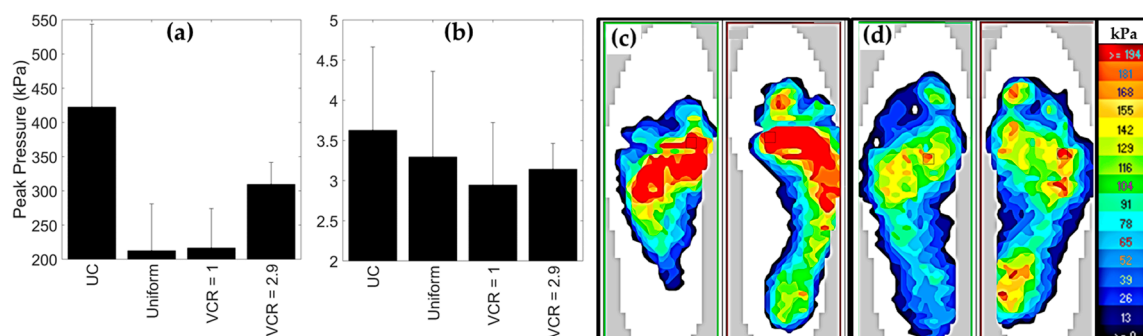 (a)
Peak Pressure (kPa)
550
500
450
400
350
300
250
200
UC
Uniform
VCR = 1
VCR = 2.9
(b)
5
4.5
4
3.5
3
2.5
2
UC
Uniform
VCR = 1
VCR = 2.9
(c)
(d)
kPa
>= 194
181
168
155
142
129
116
104
91
78
65
52
39
26
13